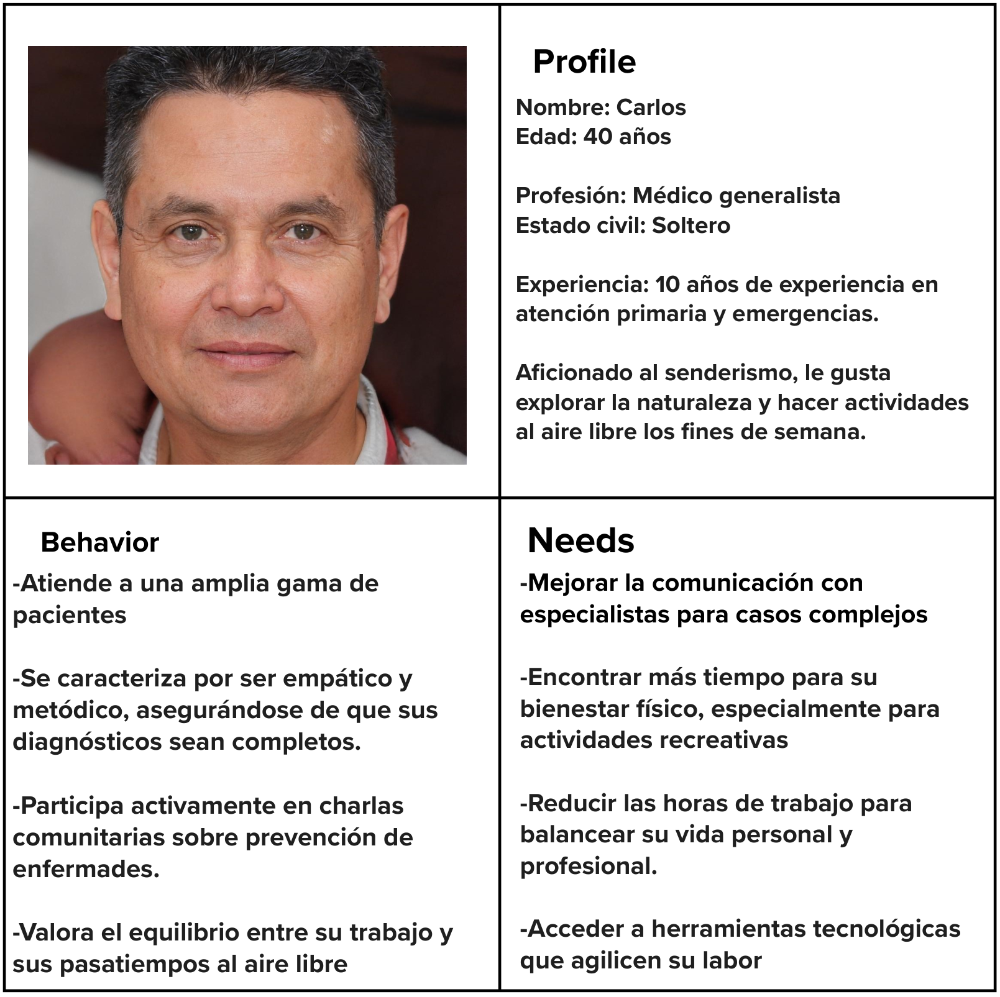 Profile
Nombre: Carlos
Edad: 40 años
Profesión: Médico generalista
Estado civil: Soltero
Experiencia: 10 años de experiencia en
atención primaria y emergencias.
Aficionado al senderismo, le gusta
explorar la naturaleza y hacer actividades
al aire libre los fines de semana.
Behavior
-Atiende a una amplia gama de
pacientes
-Se caracteriza por ser empático y
metódico, asegurándose de que sus
diagnósticos sean completos.
-Participa activamente en charlas
comunitarias sobre prevención de
enfermades.
-Valora el equilibrio entre su trabajo y
sus pasatiempos al aire libre
Needs
-Mejorar la comunicación con
especialistas para casos complejos
-Encontrar más tiempo para su
bienestar físico, especialmente para
actividades recreativas
-Reducir las horas de trabajo para
balancear su vida personal y
profesional.
-Acceder a herramientas tecnológicas
que agilicen su labor